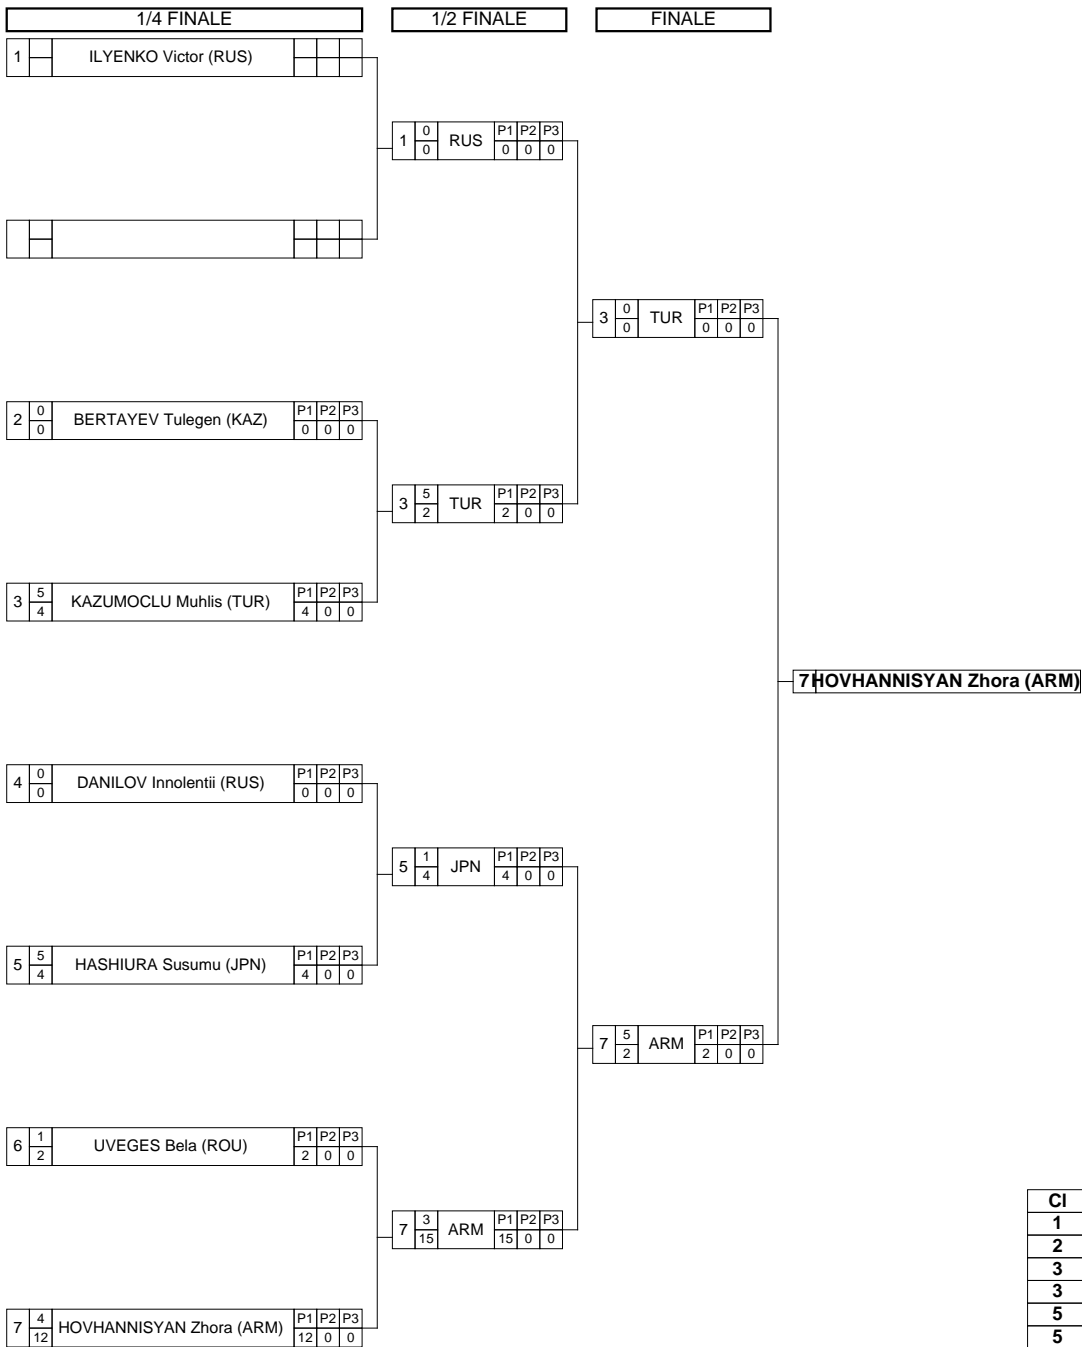 1/4 FINALE 1/2 FINALE FINALE
1 ILYENKO Victor (RUS)
1 0 RUS P1 P2 P3
0 0 0 0
3 0 TUR P1 P2 P3
0 0 0 0
2 0 BERTAYEV Tulegen (KAZ) P1 P2 P3
0 0 0 0
3 5 TUR P1 P2 P3
2 2 0 0
3 5 KAZUMOCLU Muhlis (TUR) P1 P2 P3
4 4 0 0
7 HOVHANNISYAN Zhora (ARM)
4 0 DANILOV Innolentii (RUS) P1 P2 P3
0 0 0 0
5 1 JPN P1 P2 P3
4 4 0 0
5 5 HASHIURA Susumu (JPN) P1 P2 P3
4 4 0 0
7 5 ARM P1 P2 P3
2 2 0 0
6 1 UVEGES Bela (ROU) P1 P2 P3
2 2 0 0
7 3 ARM P1 P2 P3
15 15 0 0
7 4 HOVHANNISYAN Zhora (ARM) P1 P2 P3
12 12 0 0
Cl
1
2
3
3
5
5